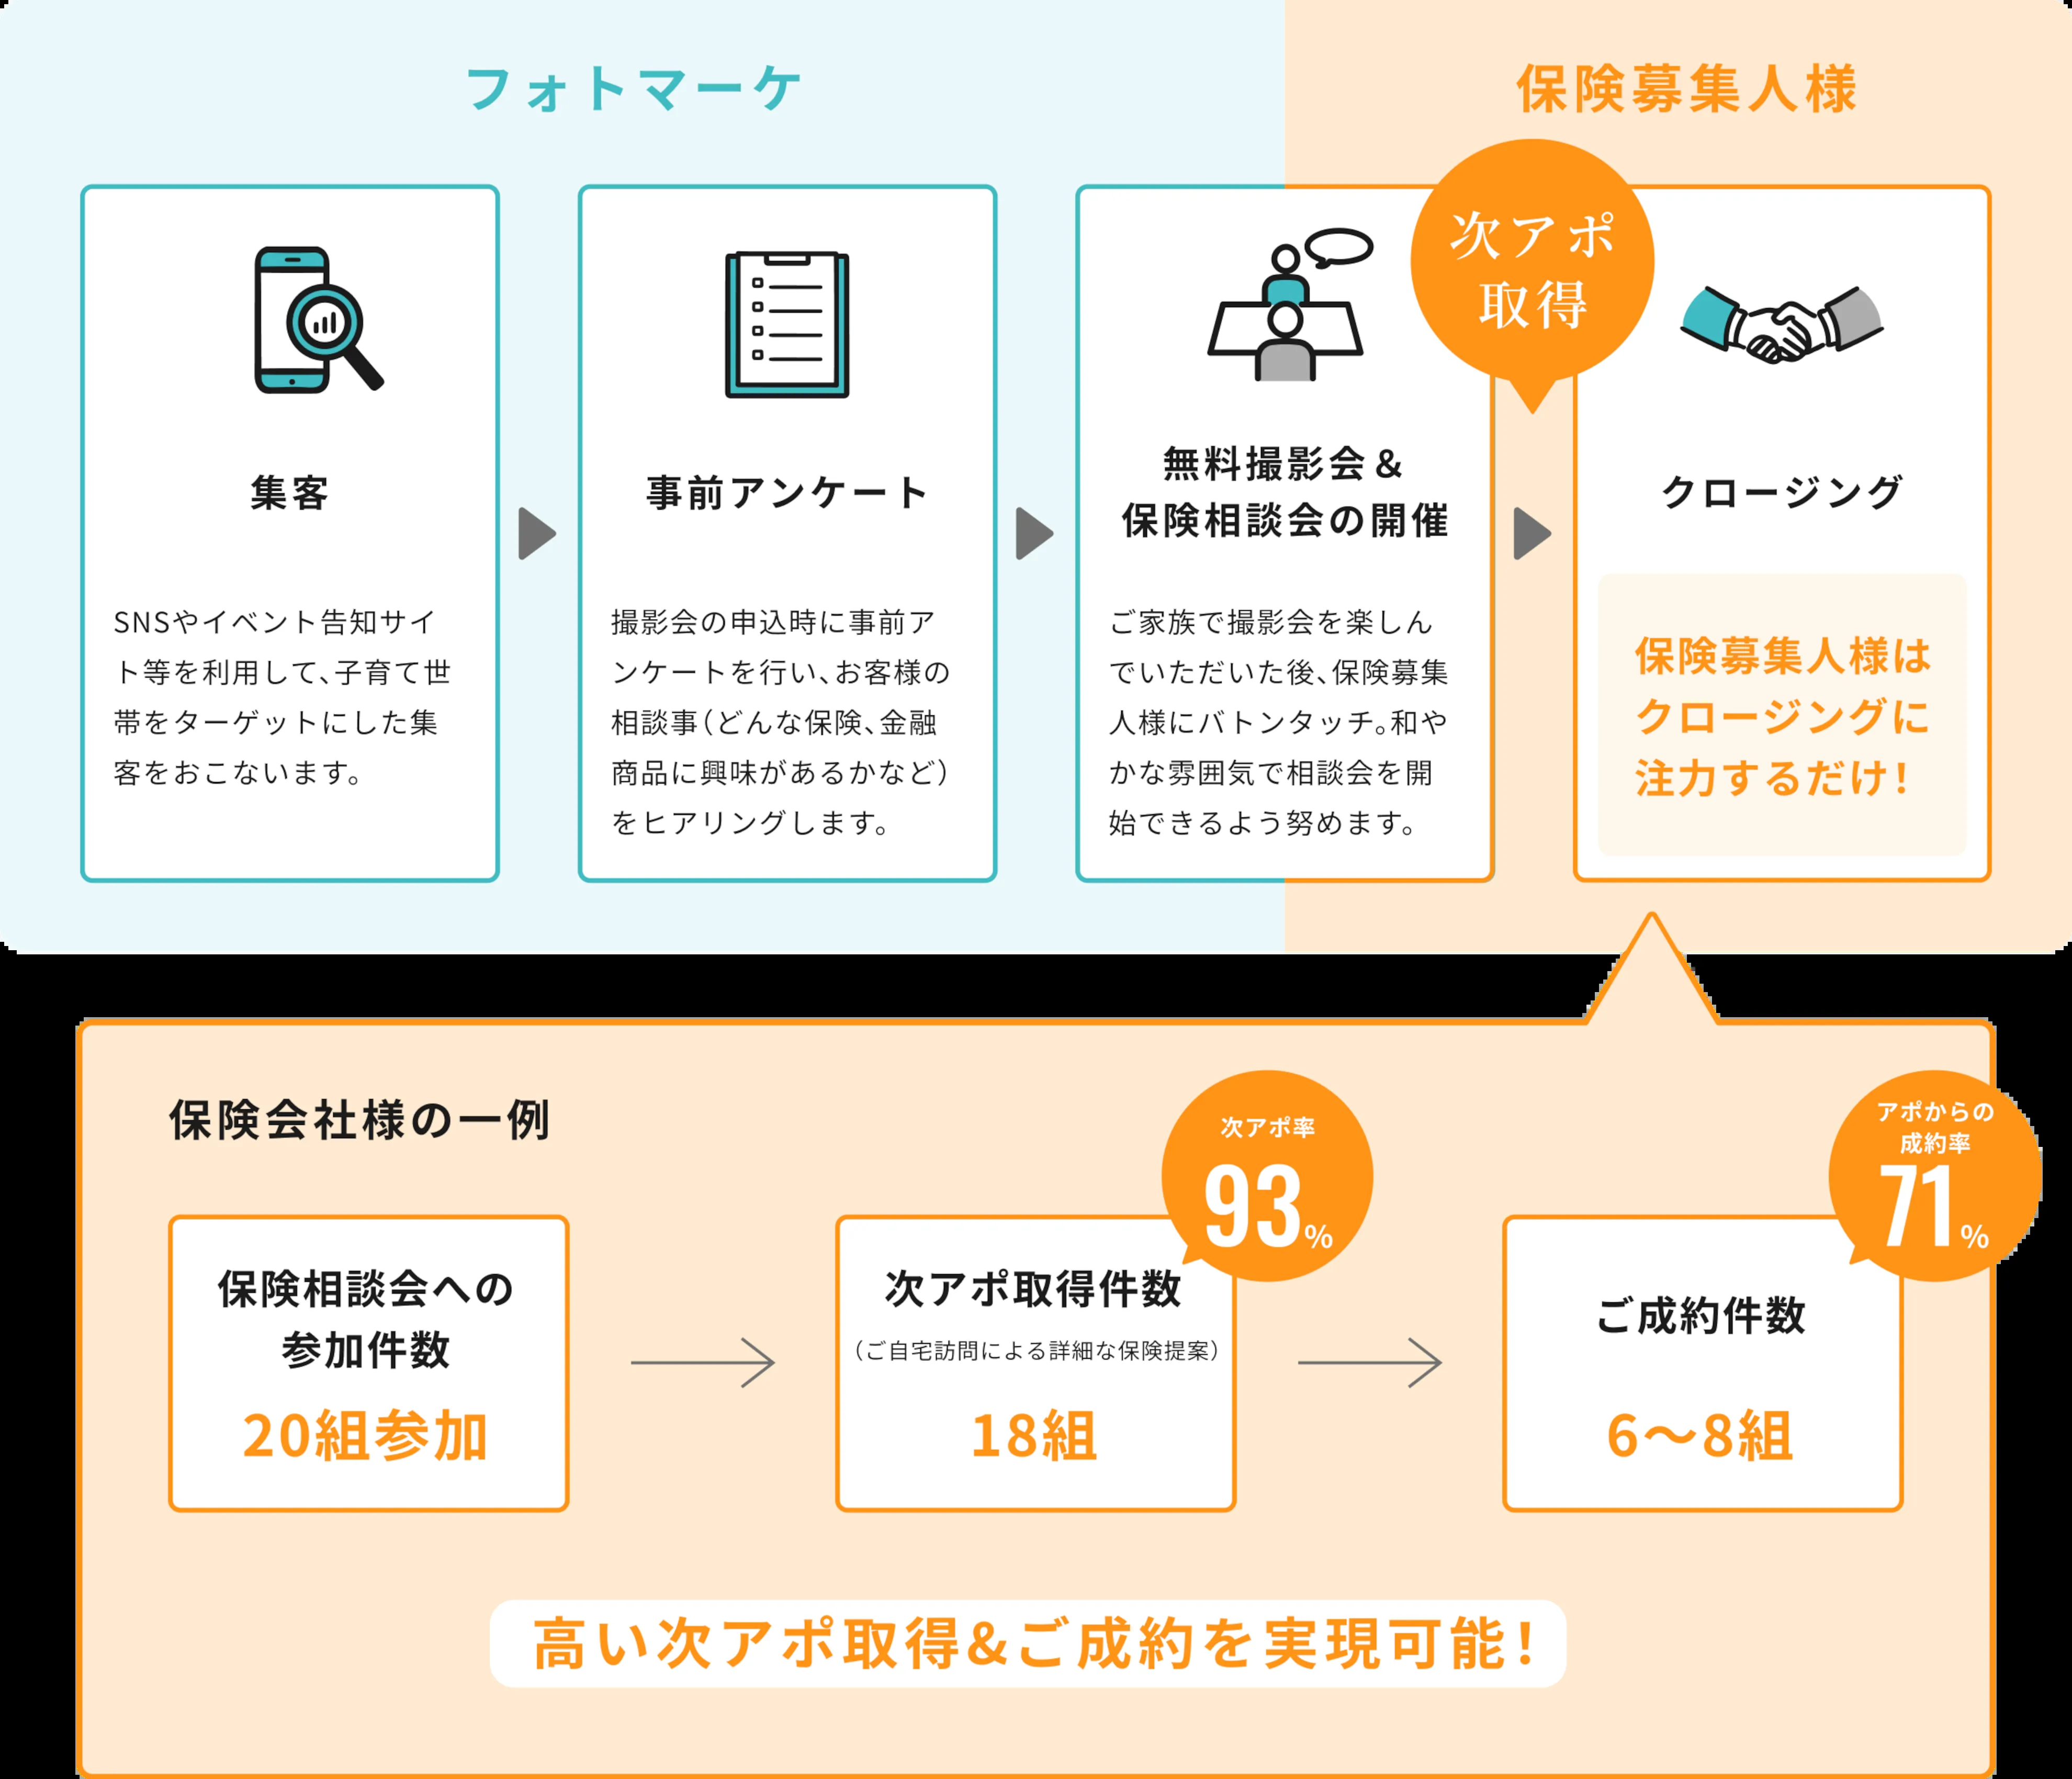 フォトマーケ
保険募集人様
次アポ
取得
集客
SNSやイベント告知サイ
ト等を利用して、子育て世
帯をターゲットにした集
客をおこないます。
事前アンケート
撮影会の申込時に事前ア
ンケートを行い、お客様の
相談事（どんな保険、金融
商品に興味があるかなど）
をヒアリングします。
無料撮影会&
保険相談会の開催
ご家族で撮影会を楽しん
でいただいた後、保険募集
人様にバトンタッチ。和や
かな雰囲気で相談会を開
始できるよう努めます。
クロージング
保険募集人様は
クロージングに
注力するだけ！
保険会社様の一例
保険相談会への
参加件数
20組参加
次アポ率
93%
次アポ取得件数
（ご自宅訪問による詳細な保険提案）
18組
アポからの
成約率
71%
ご成約件数
6〜8組
高い次アポ取得&ご成約を実現可能！